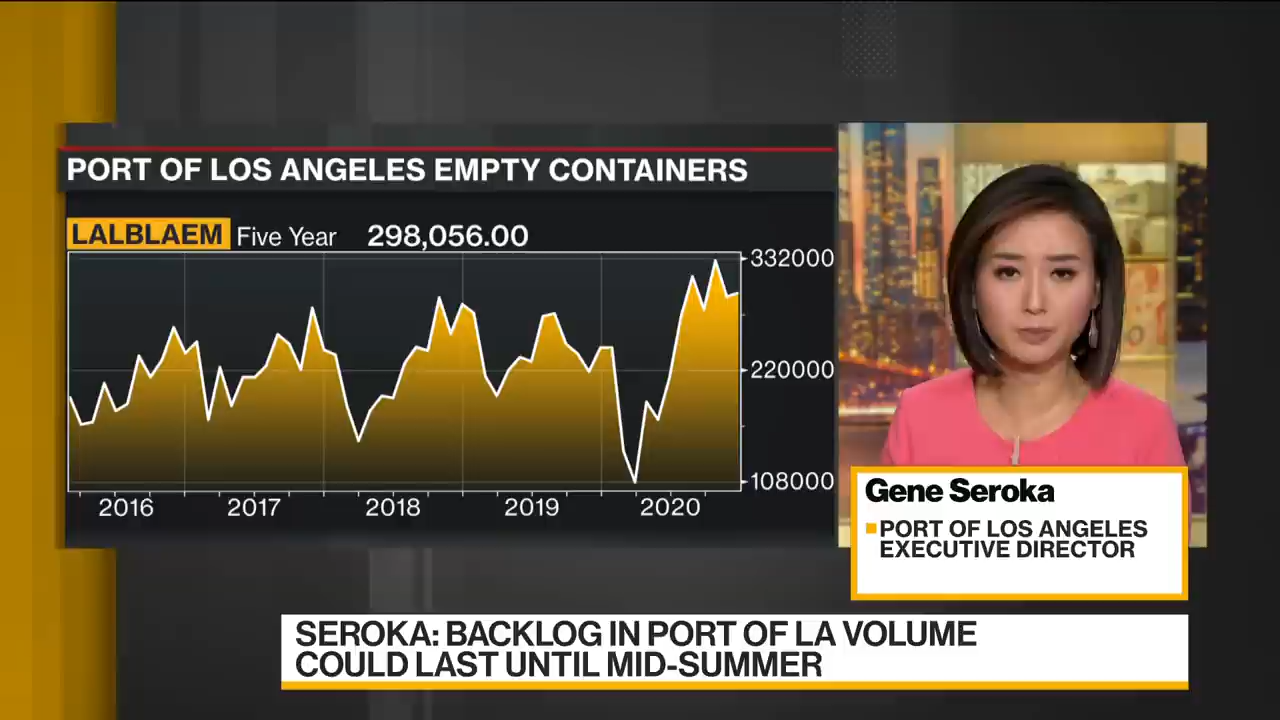 PORT OF LOS ANGELES EMPTY CONTAINERS
LALBLAEM Five Year 298,056.00
332000
220000
108000
2016 2017 2018 2019 2020
Gene Seroka
PORT OF LOS ANGELES
EXECUTIVE DIRECTOR
SEROKA: BACKLOG IN PORT OF LA VOLUME
COULD LAST UNTIL MID-SUMMER